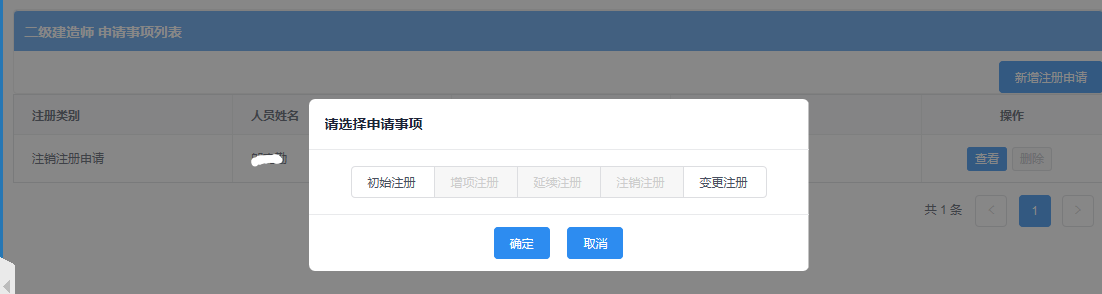 二级建造师 申请事项列表
新增注册申请
注册类别 人员姓名 操作
请选择申请事项
注销注册申请 查看 删除
初始注册 增项注册 延续注册 注销注册 变更注册
共 1 条 1
确定 取消